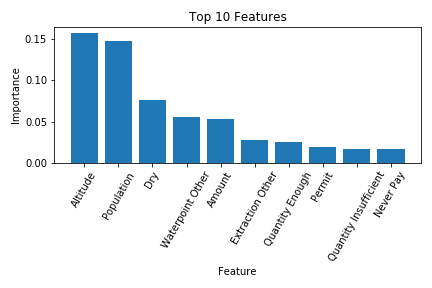 Top 10 Features
Importance
0.15
0.10
0.05
0.00
Altitude
Population
Dry
Waterpoint Other
Amount
Extraction Other
Quantity Enough
Permit
Quantity Insufficient
Never Pay
Feature